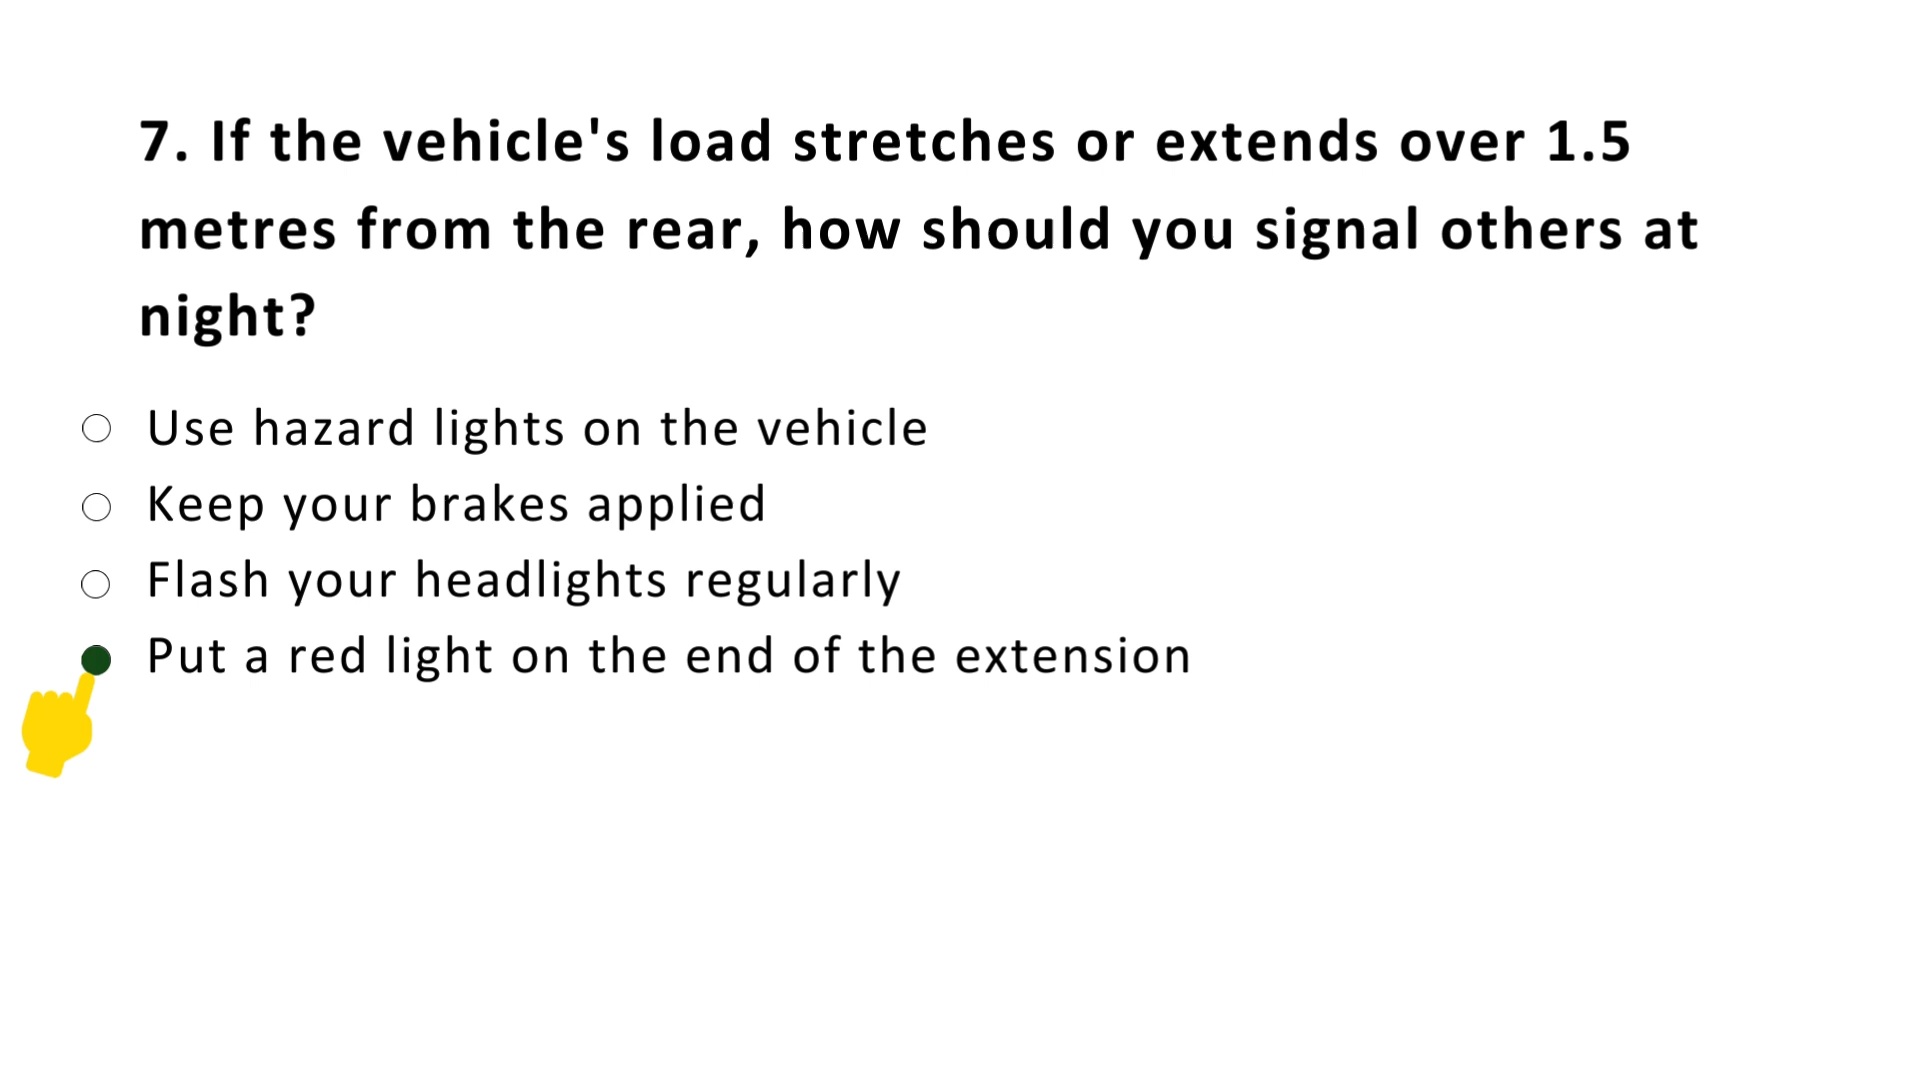 7. If the vehicle's load stretches or extends over 1.5
metres from the rear, how should you signal others at
night?
Use hazard lights on the vehicle
Keep your brakes applied
Flash your headlights regularly
Put a red light on the end of the extension